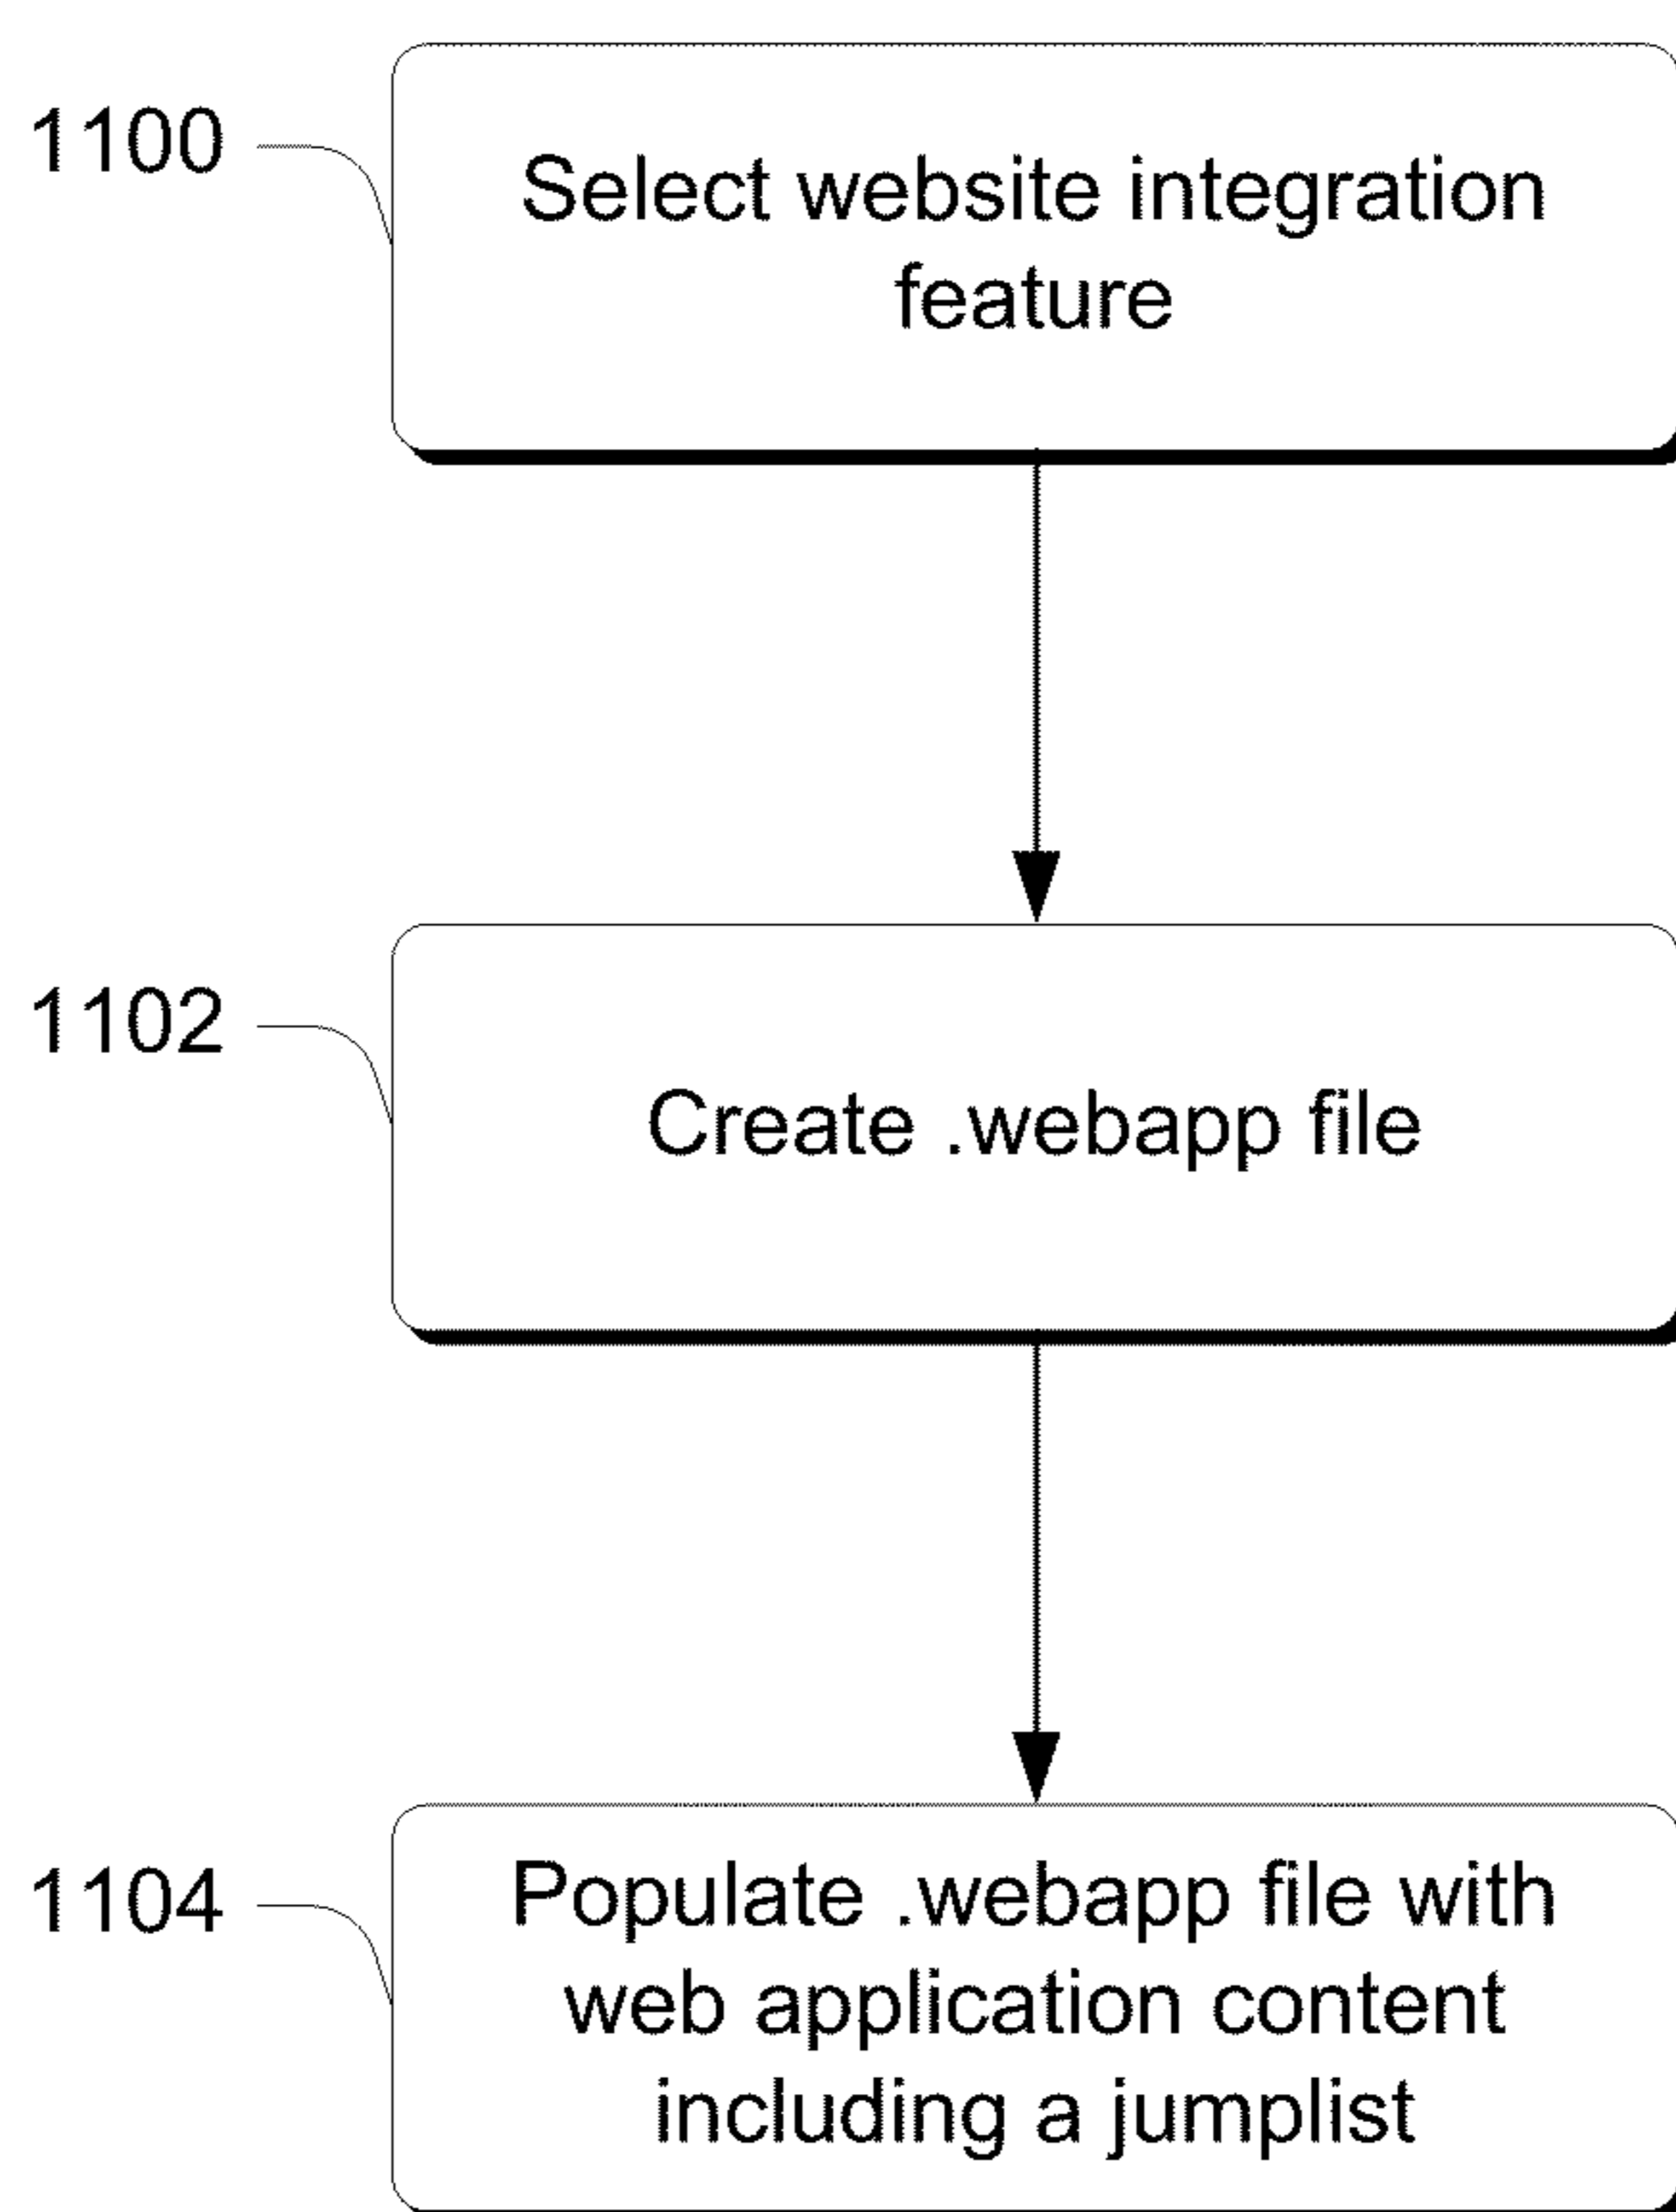 1100
Select website integration
feature
1102
Create .webapp file
1104
Populate .webapp file with
web application content
including a jumplist